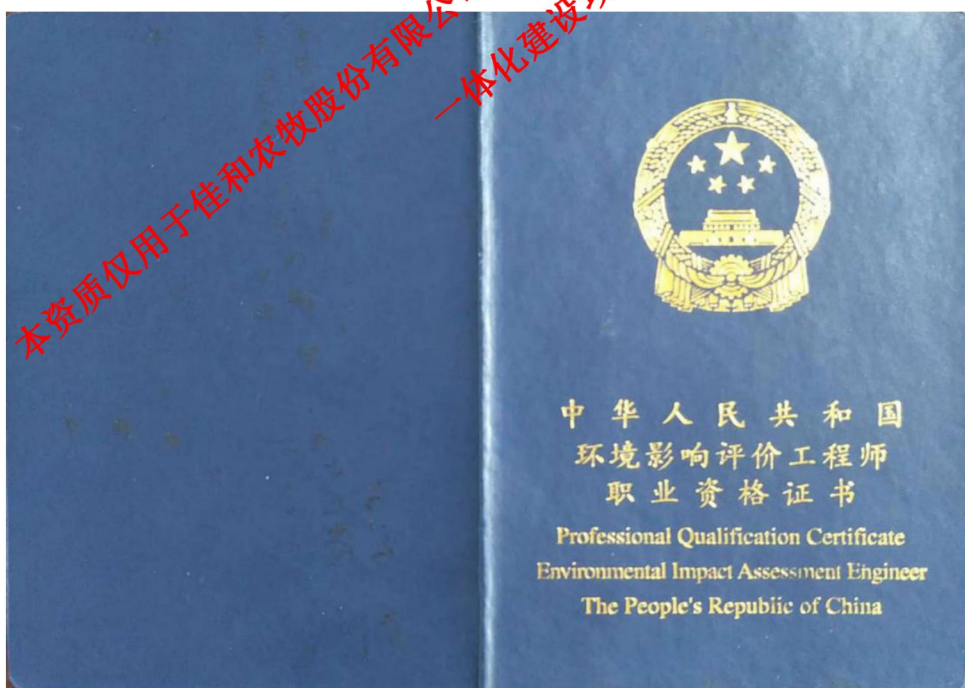 本资质仅用于佳和农牧股份有限公
一体化建设项
中华人民共和国
环境影响评价工程师
职业资格证书
Professional Qualification Certificate
Environmental Impact Assessment Engineer
The People's Republic of China